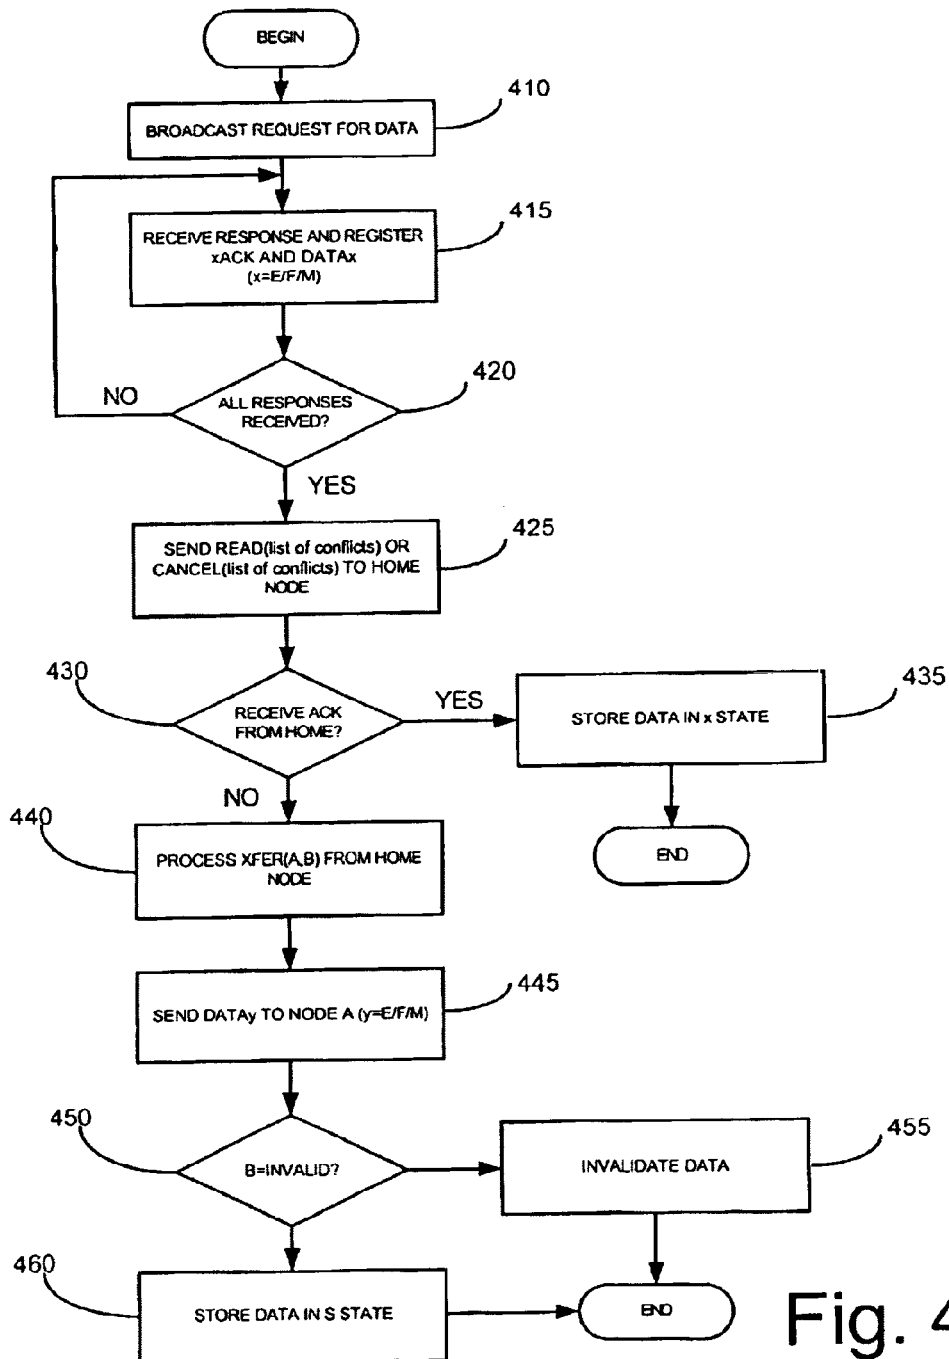 BEGIN
410
BROADCAST REQUEST FOR DATA
415
RECEIVE RESPONSE AND REGISTER
xACK AND DATAx
(x=E/F/M)
420
NO
ALL RESPONSES
RECEIVED?
YES
425
SEND READ(list of conflicts) OR
CANCEL(list of conflicts) TO HOME
NODE
430
RECEIVE ACK
FROM HOME?
YES
435
STORE DATA IN x STATE
NO
END
440
PROCESS XFER(A,B) FROM HOME
NODE
445
SEND DATAy TO NODE A (y=E/F/M)
450
B=INVALID?
455
INVALIDATE DATA
460
STORE DATA IN S STATE
END
Fig. 4